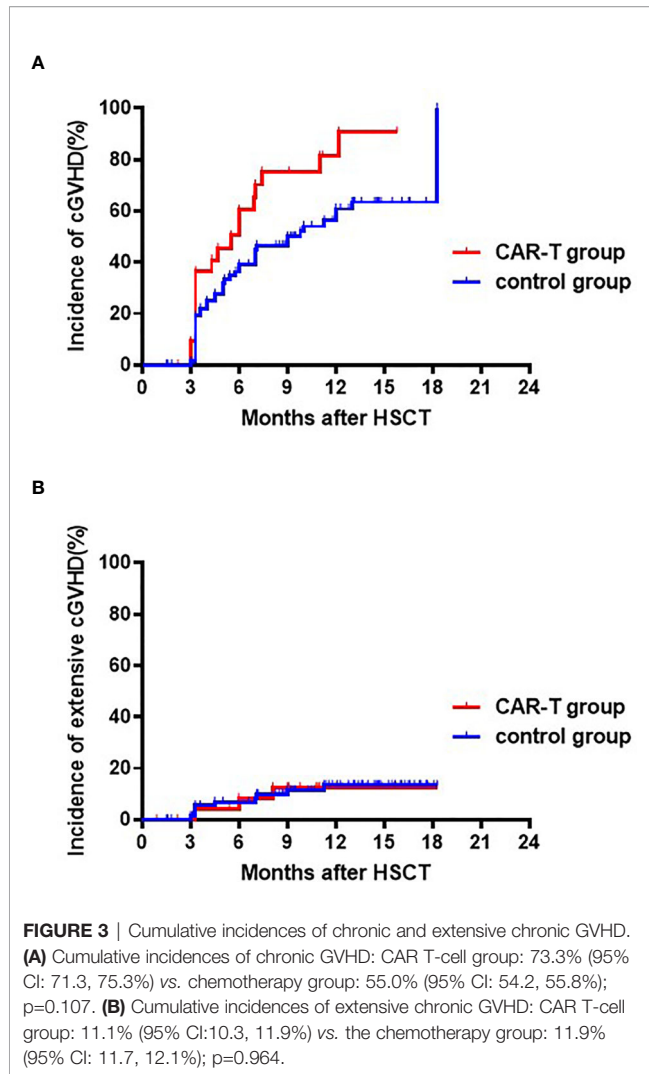 A
100
80
60
40
20
0
Incidence of cGVHD(%)
CAR-T group
control group
0 3 6 9 12 15 18 21 24
Months after HSCT
B
100
80
60
40
20
0
Incidence of extensive cGVHD(%)
CAR-T group
control group
0 3 6 9 12 15 18 21 24
Months after HSCT
FIGURE 3 | Cumulative incidences of chronic and extensive chronic GVHD.
(A) Cumulative incidences of chronic GVHD: CAR T-cell group: 73.3% (95%
CI: 71.3, 75.3%) vs. chemotherapy group: 55.0% (95% CI: 54.2, 55.8%);
p=0.107. (B) Cumulative incidences of extensive chronic GVHD: CAR T-cell
group: 11.1% (95% CI:10.3, 11.9%) vs. the chemotherapy group: 11.9%
(95% CI: 11.7, 12.1%); p=0.964.